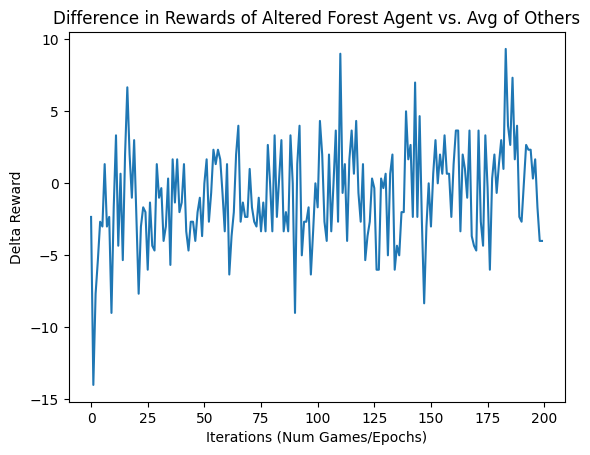 Difference in Rewards of Altered Forest Agent vs. Avg of Others
10
5
0
−5
−10
−15
Delta Reward
0 25 50 75 100 125 150 175 200
Iterations (Num Games/Epochs)